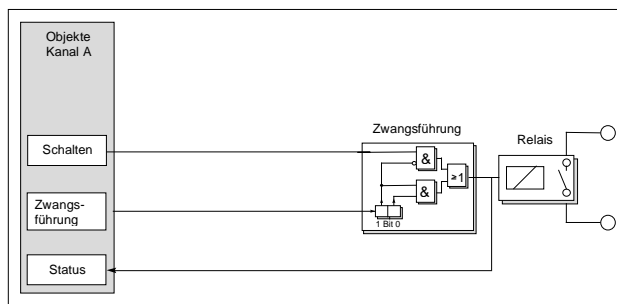 Objekte
Kanal A
Schalten
Zwangs-
führung
Status
Zwangsführung
&
&
≥1
1 Bit 0
Relais